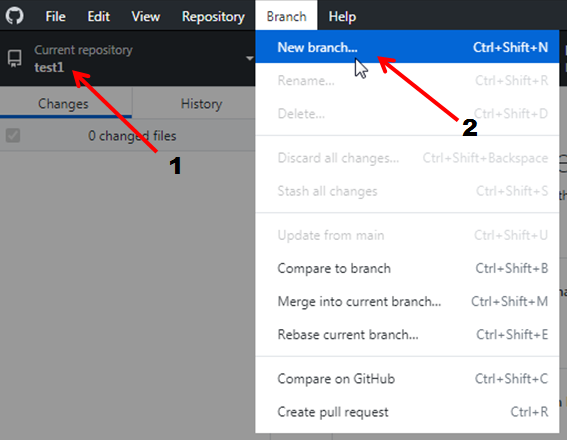 File Edit View Repository Branch Help
Current repository
test1
Changes History
0 changed files
1
New branch... Ctrl+Shift+N
Rename... Ctrl+Shift+R
Delete... Ctrl+Shift+D
2
Discard all changes... Ctrl+Shift+Backspace
Stash all changes Ctrl+Shift+S
Update from main Ctrl+Shift+U
Compare to branch Ctrl+Shift+B
Merge into current branch... Ctrl+Shift+M
Rebase current branch... Ctrl+Shift+E
Compare on GitHub Ctrl+Shift+C
Create pull request Ctrl+R